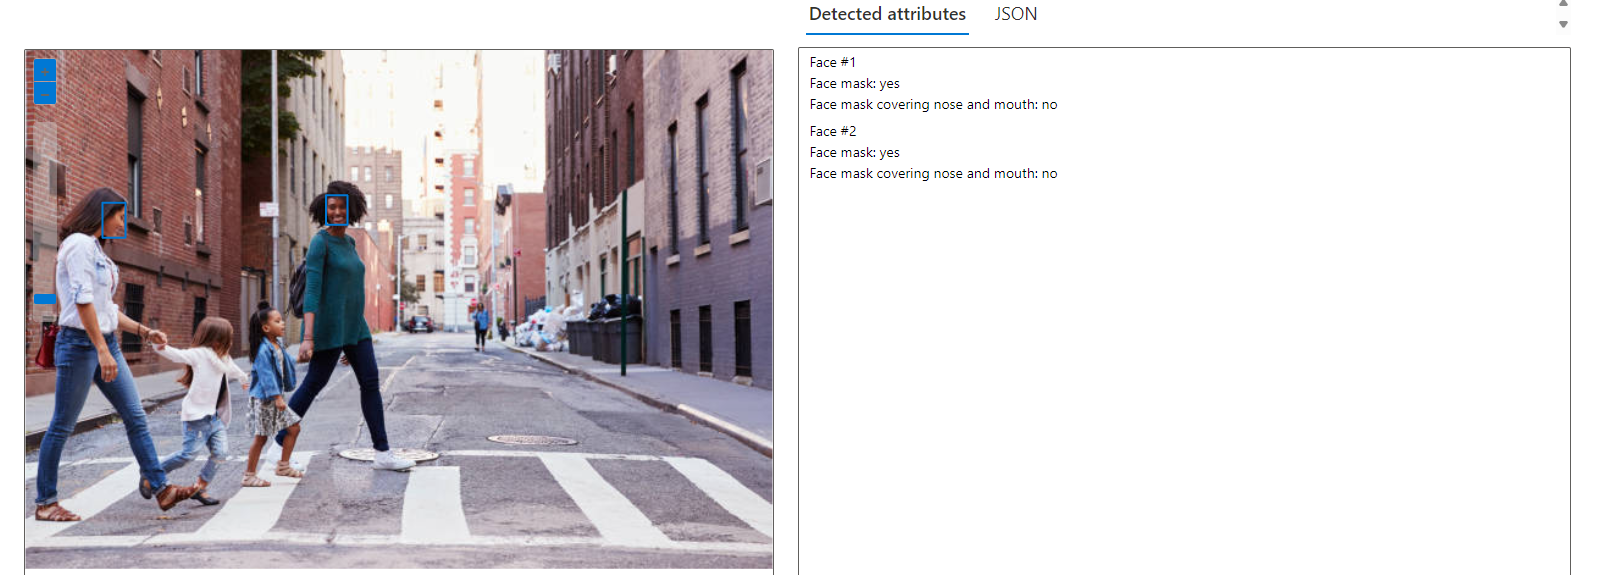 Detected attributes JSON
Face #1
Face mask: yes
Face mask covering nose and mouth: no
Face #2
Face mask: yes
Face mask covering nose and mouth: no